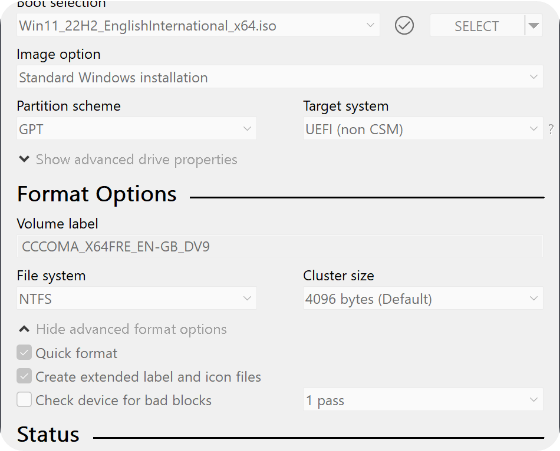 Boot selection
Win11_22H2_EnglishInternational_x64.iso
SELECT
Image option
Standard Windows installation
Partition scheme
Target system
GPT
UEFI (non CSM)
?
Show advanced drive properties
Format Options
Volume label
CCCOMA_X64FRE_EN-GB_DV9
File system
Cluster size
NTFS
4096 bytes (Default)
Hide advanced format options
Quick format
Create extended label and icon files
Check device for bad blocks
1 pass
Status